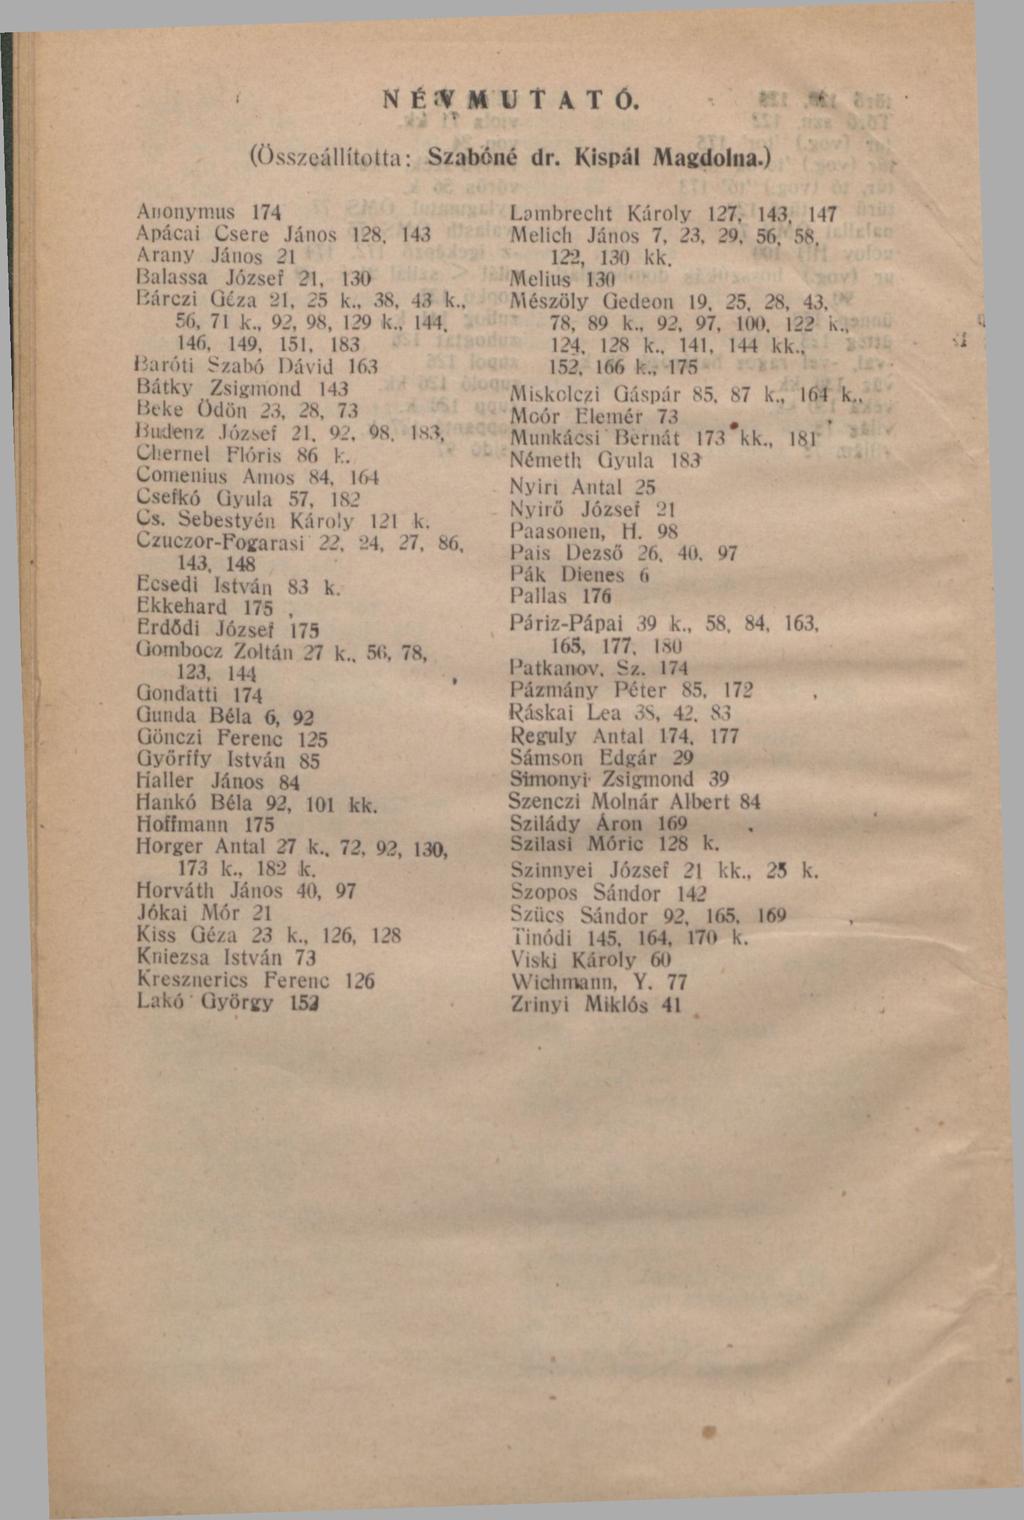 NÉVMUTATÓ.
(Összeállította: Szabóné dr. Kispál Magdolna.)
Anonymus 174
Apácai Csere János 128, 143
Arany János 21
Balassa József 21, 130
Bárczi Géza 21, 25 k., 38, 43 k.,
56, 71 k., 92, 98, 129 k., 144,
146, 149, 151, 183
Baróti Szabó Dávid 163
Bátky Zsigmond 143
Beke Ödön 23, 28, 73
Budenz József 21, 92, 98, 183,
Chernel Flóris 86 k.
Comenius Amos 84, 164
Csefkó Gyula 57, 182
Cs. Sebestyén Károly 121 k.
Czuczor-Fogarasi 22, 24, 27, 86,
143, 148
Ecsedi István 83 k.
Ekkehard 175
Erdődi József 175
Gombocz Zoltán 27 k., 56, 78,
123, 144
Gondatti 174
Gunda Béla 6, 92
Gönczi Ferenc 125
Győrffy István 85
Haller János 84
Hankó Béla 92, 101 kk.
Hoffmann 175
Horger Antal 27 k., 72, 92, 130,
173 k., 182 k.
Horváth János 40, 97
Jókai Mór 21
Kiss Géza 23 k., 126, 128
Kniezsa István 73
Kresznerics Ferenc 126
Lakó György 152
Lambrecht Károly 127, 143, 147
Melich János 7, 23, 29, 56, 58,
122, 130 kk.
Melius 130
Mészöly Gedeon 19, 25, 28, 43,
78, 89 k., 92, 97, 100, 122 k.,
124, 128 k., 141, 144 kk.,
152, 166 k., 175
Miskolczi Gáspár 85, 87 k., 164 k.,
Moór Elemér 73
Munkácsi Bernát 173 kk., 181
Németh Gyula 183
Nyiri Antal 25
Nyirő József 21
Paasonen, H. 98
Pais Dezső 26, 40, 97
Pák Dienes 6
Pallas 176
Páriz-Pápai 39 k., 58, 84, 163,
165, 177, 180
Patkanov, Sz. 174
Pázmány Péter 85, 172
Ráskai Lea 38, 42, 83
Reguly Antal 174, 177
Sámson Edgár 29
Simonyi Zsigmond 39
Szenczi Molnár Albert 84
Szilády Áron 169
Szilasi Móric 128 k.
Szinnyei József 21 kk., 25 k.
Szopos Sándor 142
Szücs Sándor 92, 165, 169
Tinódi 145, 164, 170 k.
Viski Károly 60
Wichmann, Y. 77
Zrinyi Miklós 41